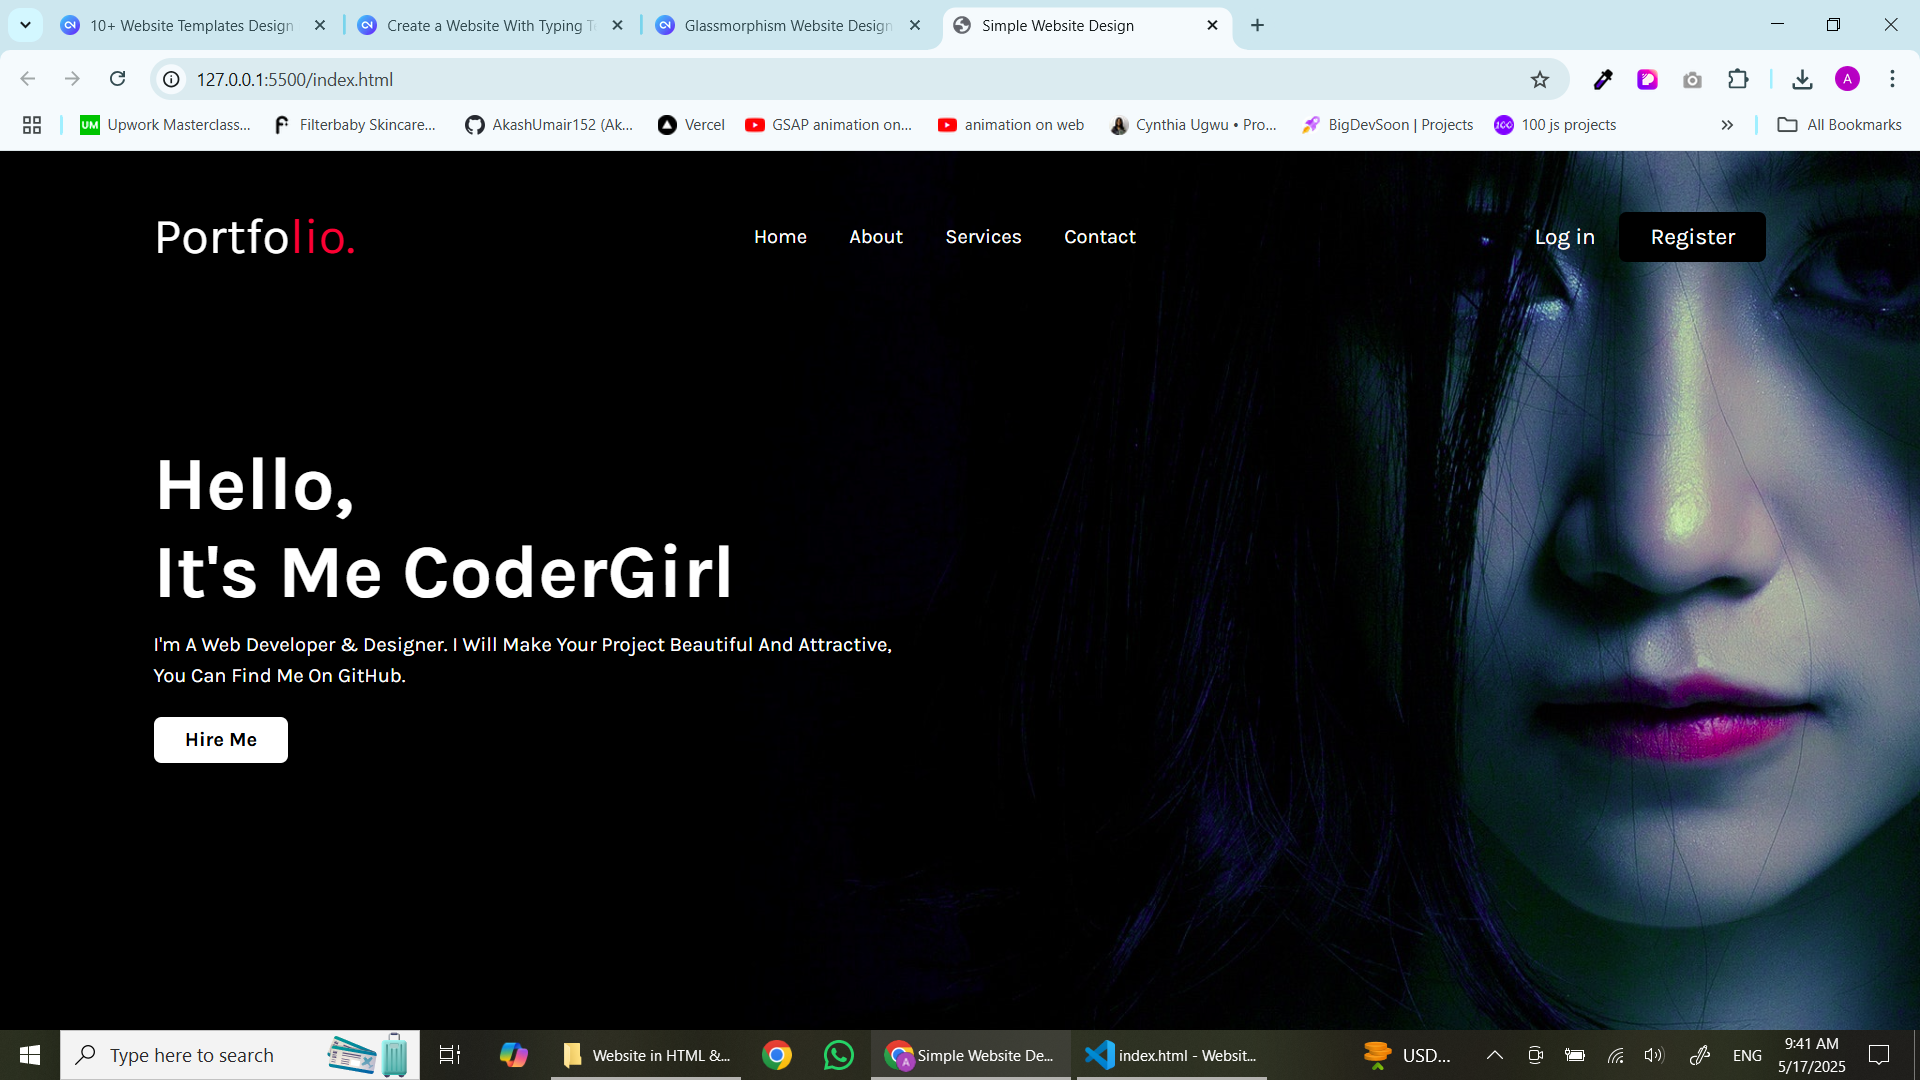 10+ Website Templates Design
Create a Website With Typing Te
Glassmorphism Website Design
Simple Website Design
127.0.0.1:5500/index.html
A
UM
Upwork Masterclass...
Filterbaby Skincare...
AkashUmair152 (Ak...
Vercel
GSAP animation on...
animation on web
Cynthia Ugwu • Pro...
BigDevSoon | Projects
100
100 js projects
All Bookmarks
Portfolio.
Home
About
Services
Contact
Log in
Register
Hello,
It's Me CoderGirl
I'm A Web Developer & Designer. I Will Make Your Project Beautiful And Attractive,
You Can Find Me On GitHub.
Hire Me
Type here to search
Website in HTML &...
A
Simple Website De...
index.html - Websit...
USD...
ENG
9:41 AM
5/17/2025